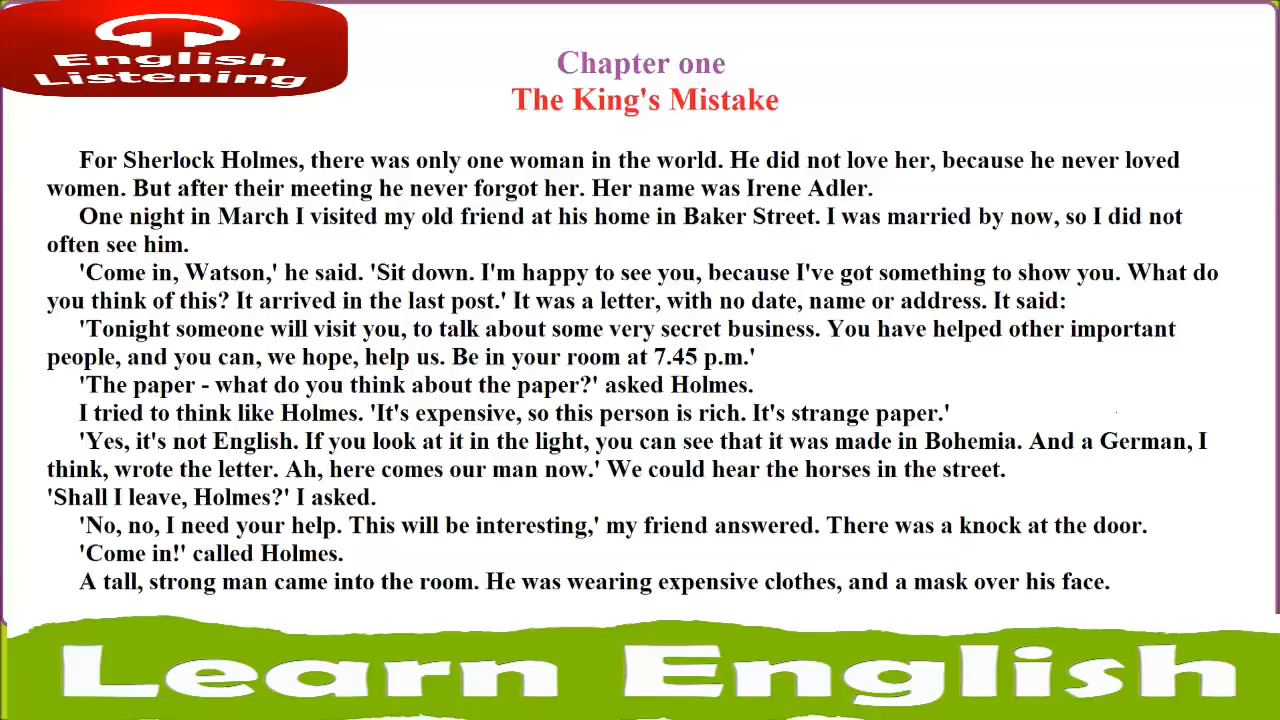 English
Listening
Chapter one
The King's Mistake
For Sherlock Holmes, there was only one woman in the world. He did not love her, because he never loved
women. But after their meeting he never forgot her. Her name was Irene Adler.
One night in March I visited my old friend at his home in Baker Street. I was married by now, so I did not
often see him.
'Come in, Watson,' he said. 'Sit down. I'm happy to see you, because I've got something to show you. What do
you think of this? It arrived in the last post.' It was a letter, with no date, name or address. It said:
'Tonight someone will visit you, to talk about some very secret business. You have helped other important
people, and you can, we hope, help us. Be in your room at 7.45 p.m.'
'The paper - what do you think about the paper?' asked Holmes.
I tried to think like Holmes. 'It's expensive, so this person is rich. It's strange paper.'
'Yes, it's not English. If you look at it in the light, you can see that it was made in Bohemia. And a German, I
think, wrote the letter. Ah, here comes our man now.' We could hear the horses in the street.
'Shall I leave, Holmes?' I asked.
'No, no, I need your help. This will be interesting,' my friend answered. There was a knock at the door.
'Come in!' called Holmes.
A tall, strong man came into the room. He was wearing expensive clothes, and a mask over his face.
Learn English